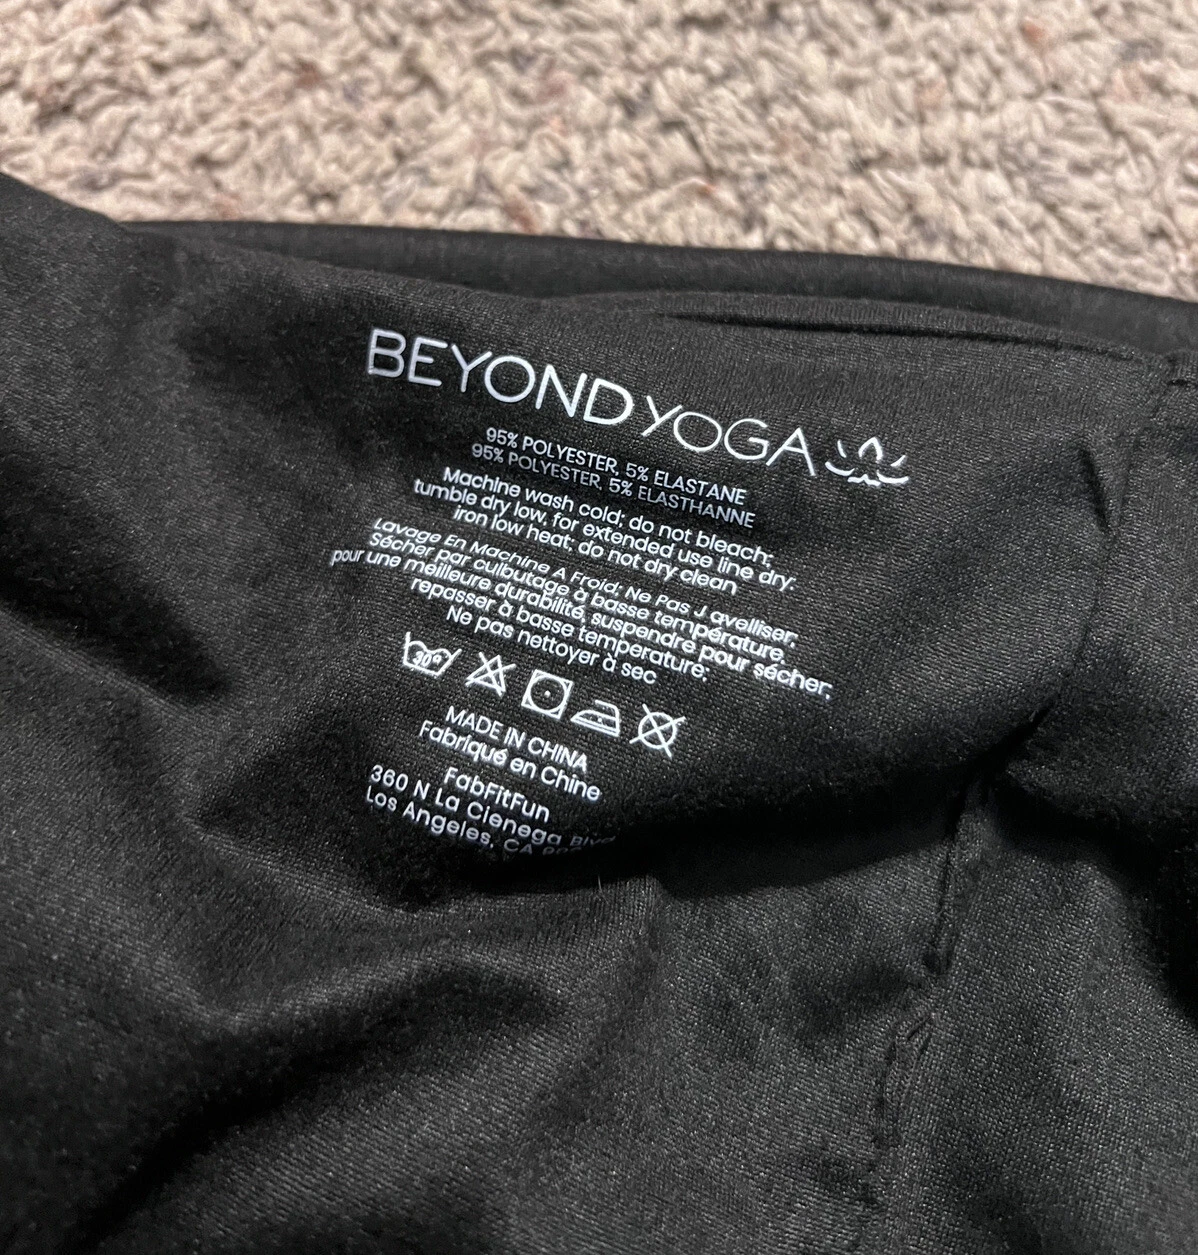 BEYOND YOGA
95% POLYESTER, 5% ELASTANE
95% POLYESTER, 5% ELASTHANNE
Machine wash cold; do not bleach;
tumble dry low, for extended use line dry.
iron low heat; do not dry clean
Lavage En Machine A Froid; Ne Pas J avelliser;
Sécher par culbutage à basse température,
pour une meilleure durabilité, suspendre pour sécher;
repasser à basse temperature;
Ne pas nettoyer à sec
30°
MADE IN CHINA
Fabriqué en Chine
FabFitFun
360 N La Cienega Blvd
Los Angeles, CA